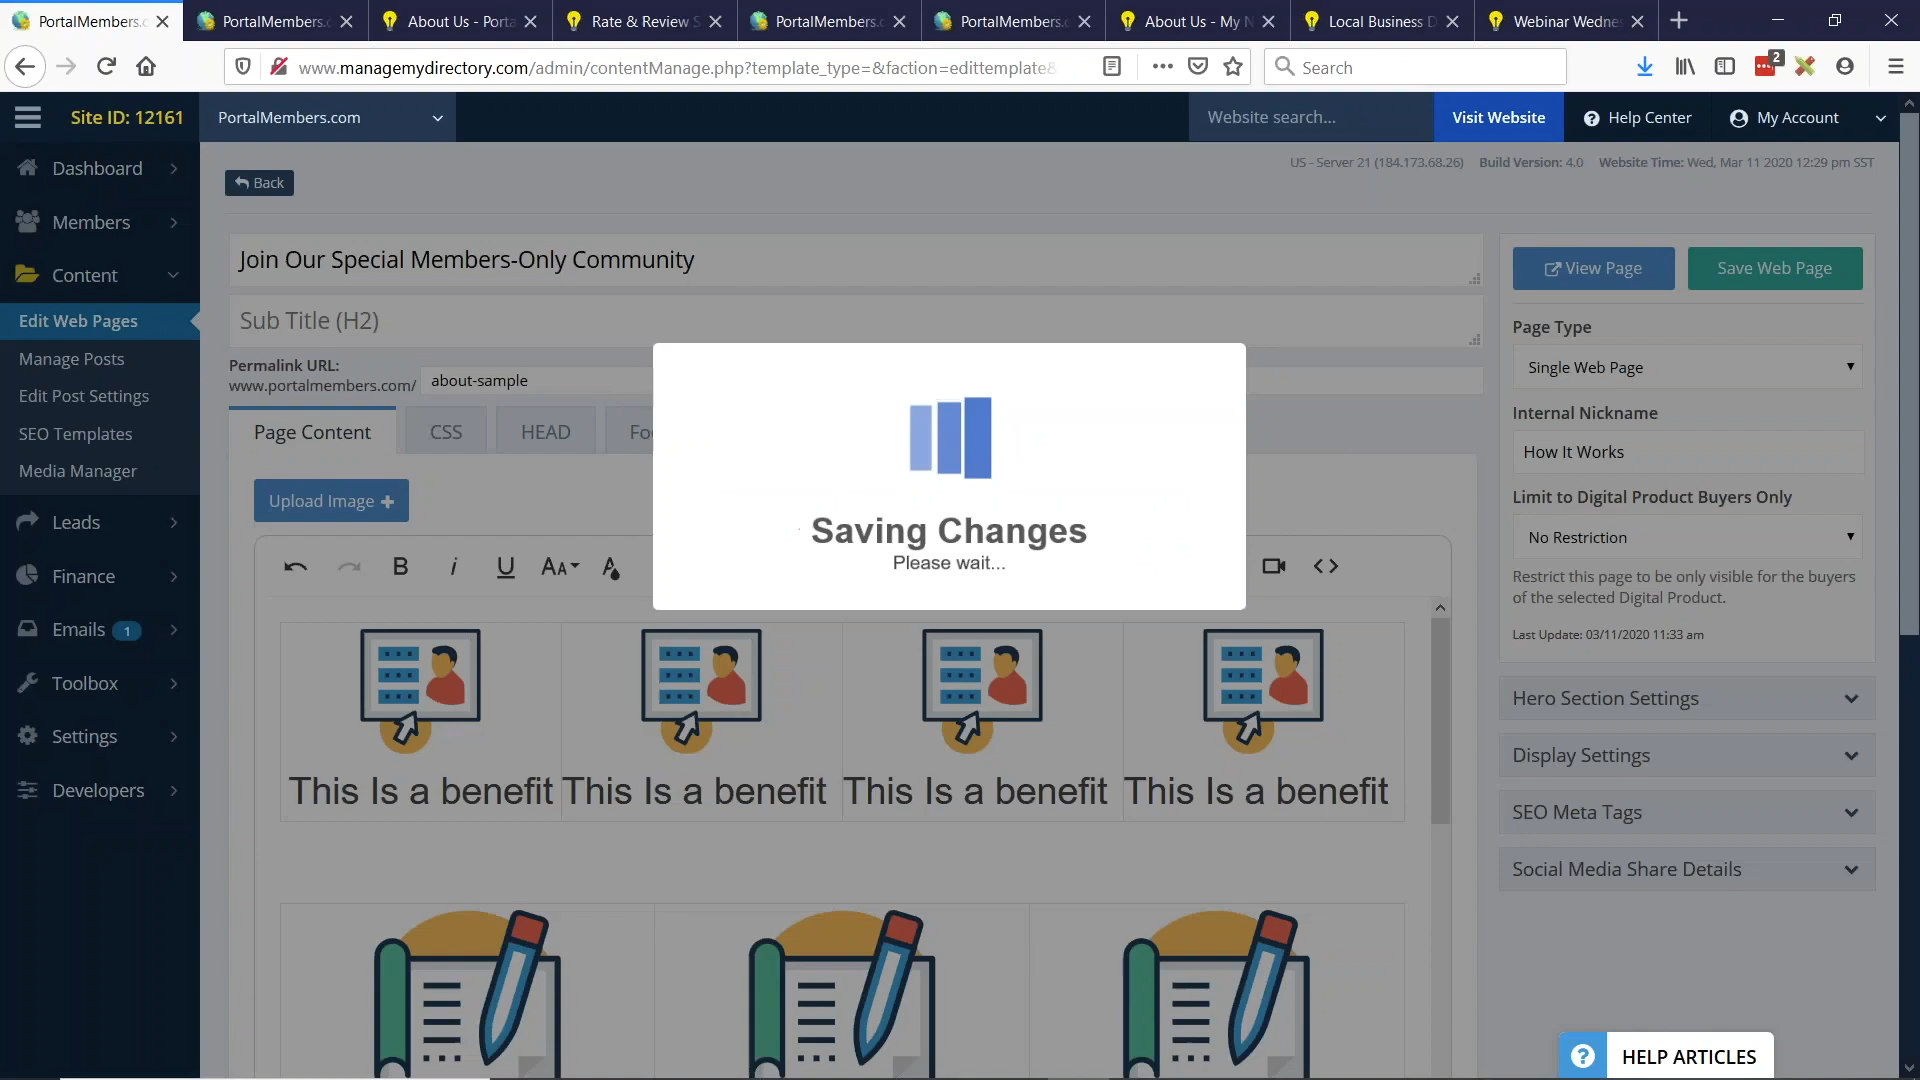 PortalMembers.c
PortalMembers.c
About Us - Porta
Rate & Review S
PortalMembers.c
PortalMembers.c
About Us - My N
Local Business D
Webinar Wednes
www.managemydirectory.com/admin/contentManage.php?template_type=&faction=edittemplate&
Search
2
Site ID: 12161
PortalMembers.com
Website search...
Visit Website
Help Center
My Account
US - Server 21 (184.173.68.26) Build Version: 4.0 Website Time: Wed, Mar 11 2020 12:29 pm SST
Dashboard
Members
Content
Edit Web Pages
Manage Posts
Edit Post Settings
SEO Templates
Media Manager
Leads
Finance
Emails 1
Toolbox
Settings
Developers
Back
Join Our Special Members-Only Community
Sub Title (H2)
Permalink URL:
www.portalmembers.com/ about-sample
Page Content
CSS
HEAD
Foo
Upload Image
Saving Changes
Please wait...
This Is a benefit
This Is a benefit
This Is a benefit
This Is a benefit
View Page
Save Web Page
Page Type
Single Web Page
Internal Nickname
How It Works
Limit to Digital Product Buyers Only
No Restriction
Restrict this page to be only visible for the buyers
of the selected Digital Product.
Last Update: 03/11/2020 11:33 am
Hero Section Settings
Display Settings
SEO Meta Tags
Social Media Share Details
HELP ARTICLES